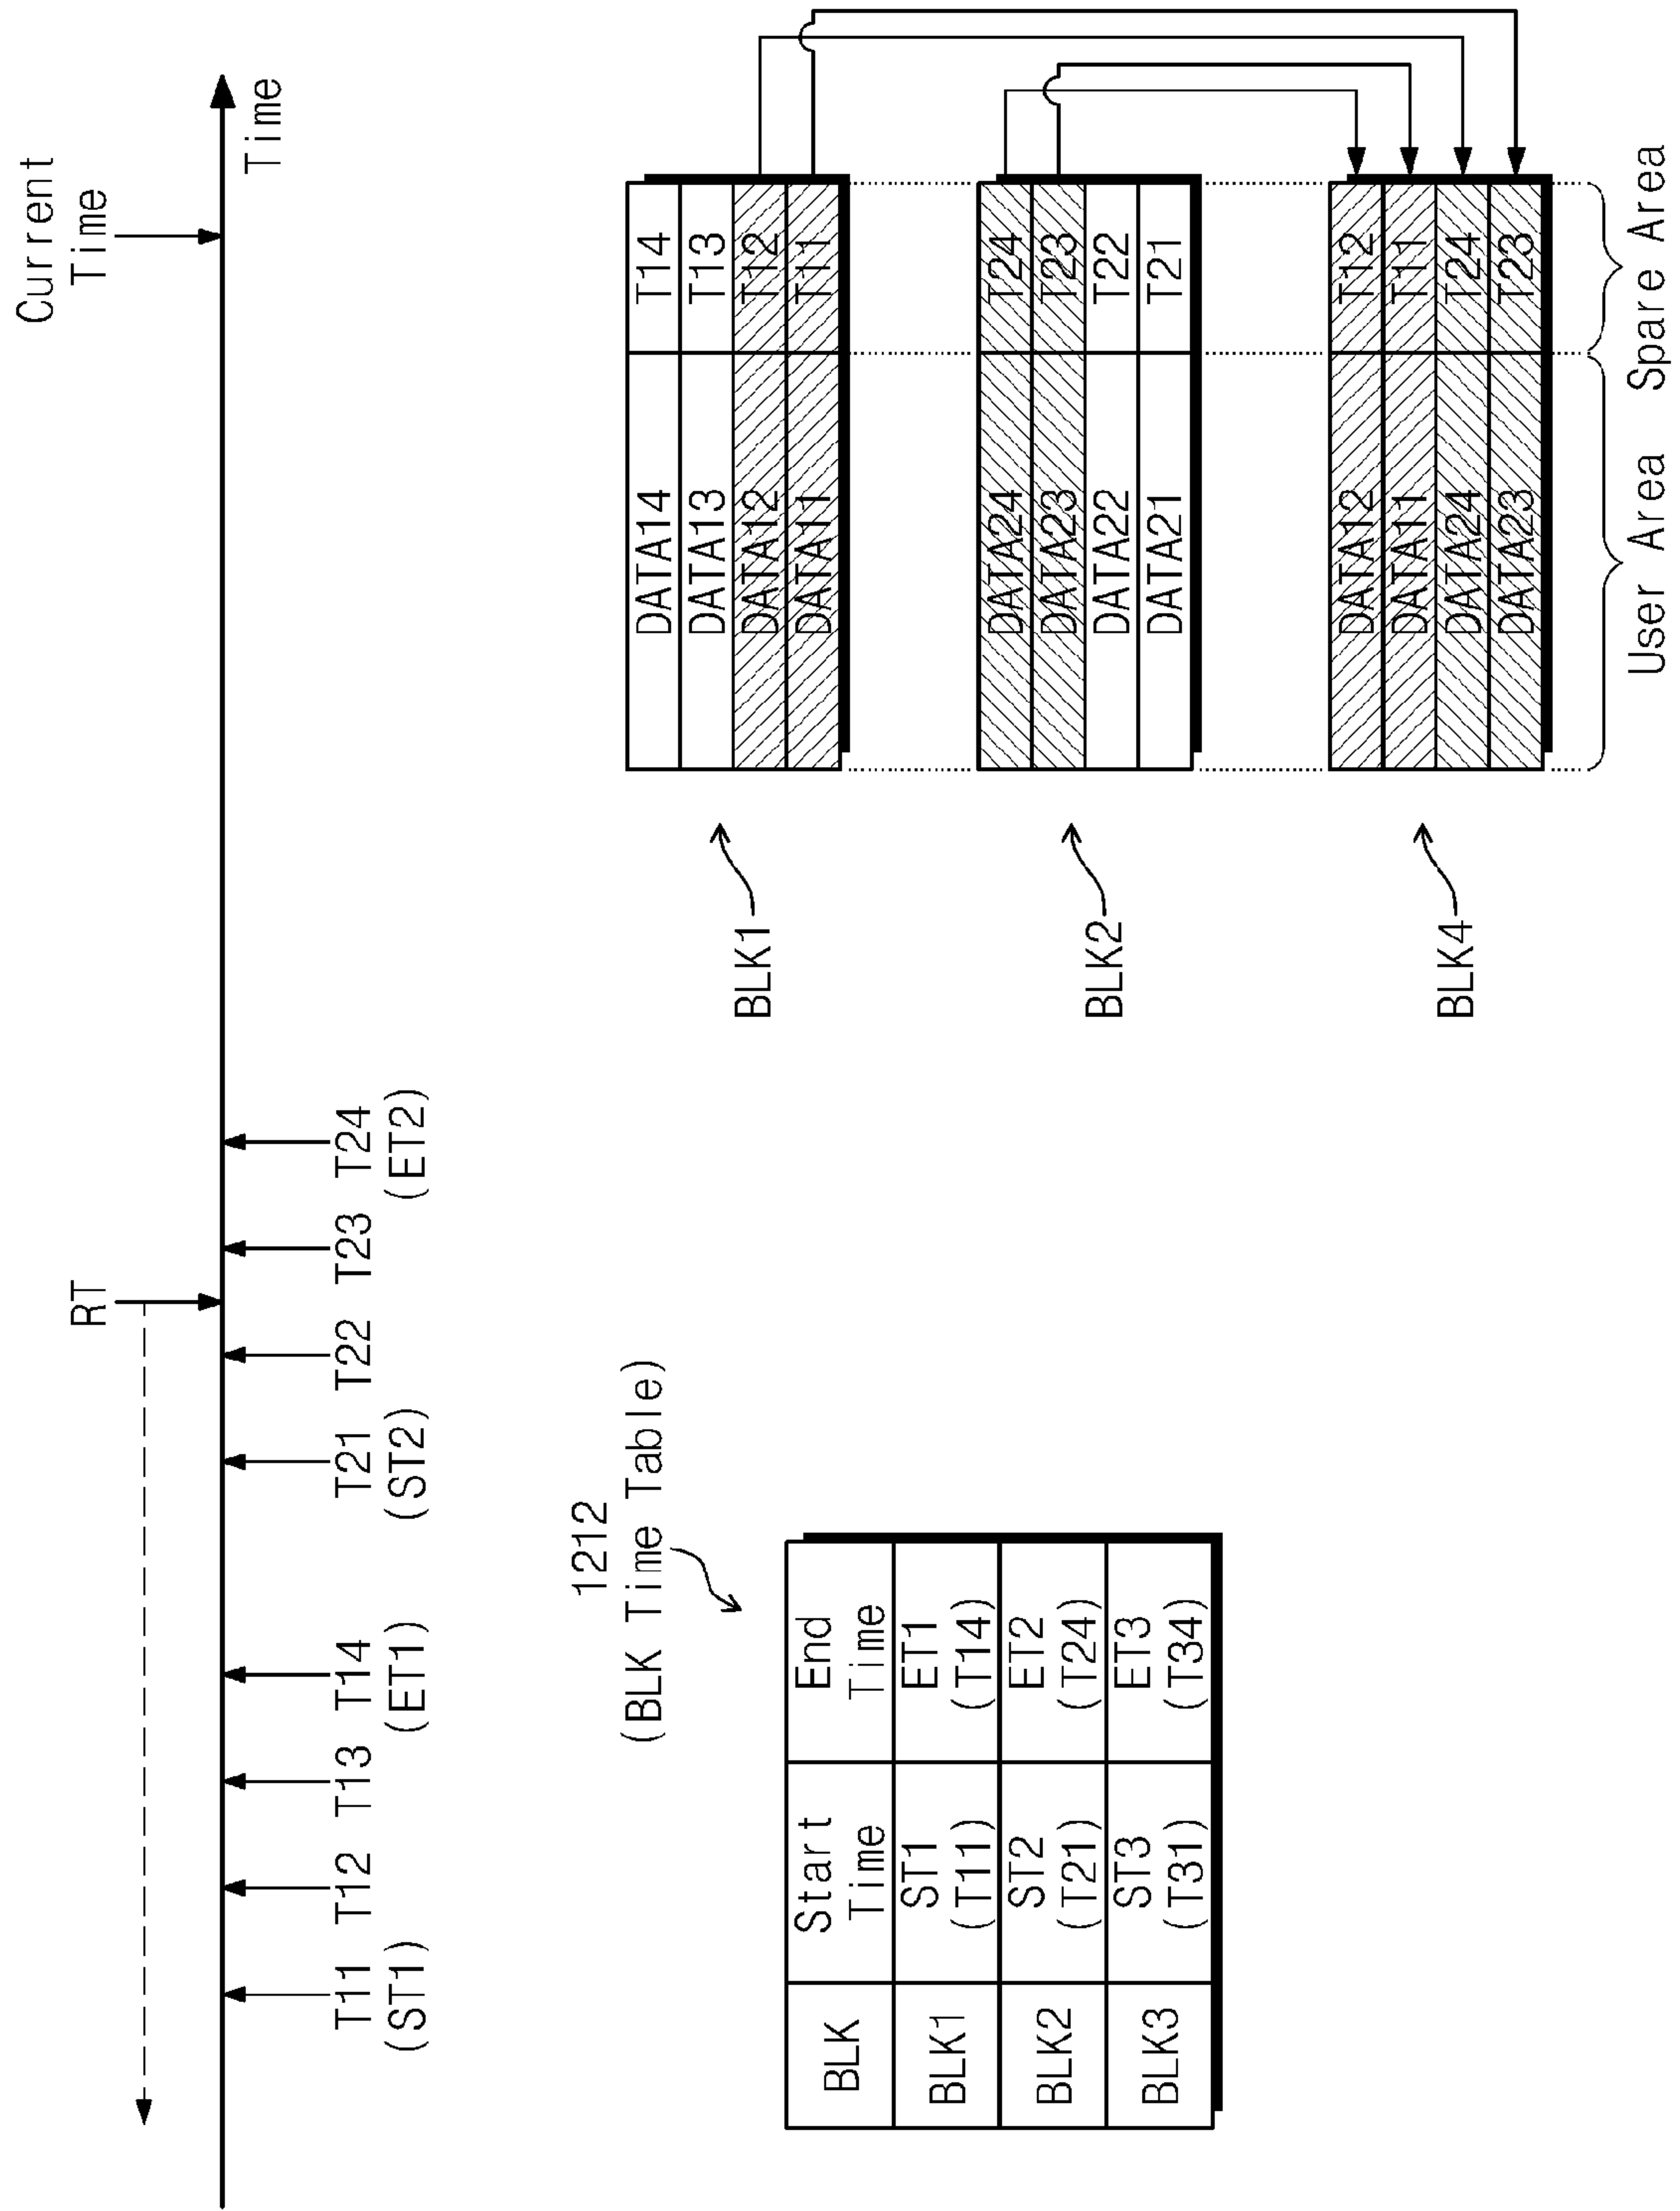 Current
Time
RT
Time
T11 T12 T13 T14 T21 T22 T23 T24
(ST1) (ET1) (ST2) (ET2)
1212
(BLK Time Table)
BLK Start Time End Time
BLK1 ST1 (T11) ET1 (T14)
BLK2 ST2 (T21) ET2 (T24)
BLK3 ST3 (T31) ET3 (T34)
BLK1
DATA14 T14
DATA13 T13
DATA12 T12
DATA11 T11
BLK2
DATA24 T24
DATA23 T23
DATA22 T22
DATA21 T21
BLK4
DATA12 T12
DATA11 T11
DATA24 T24
DATA23 T23
User Area Spare Area